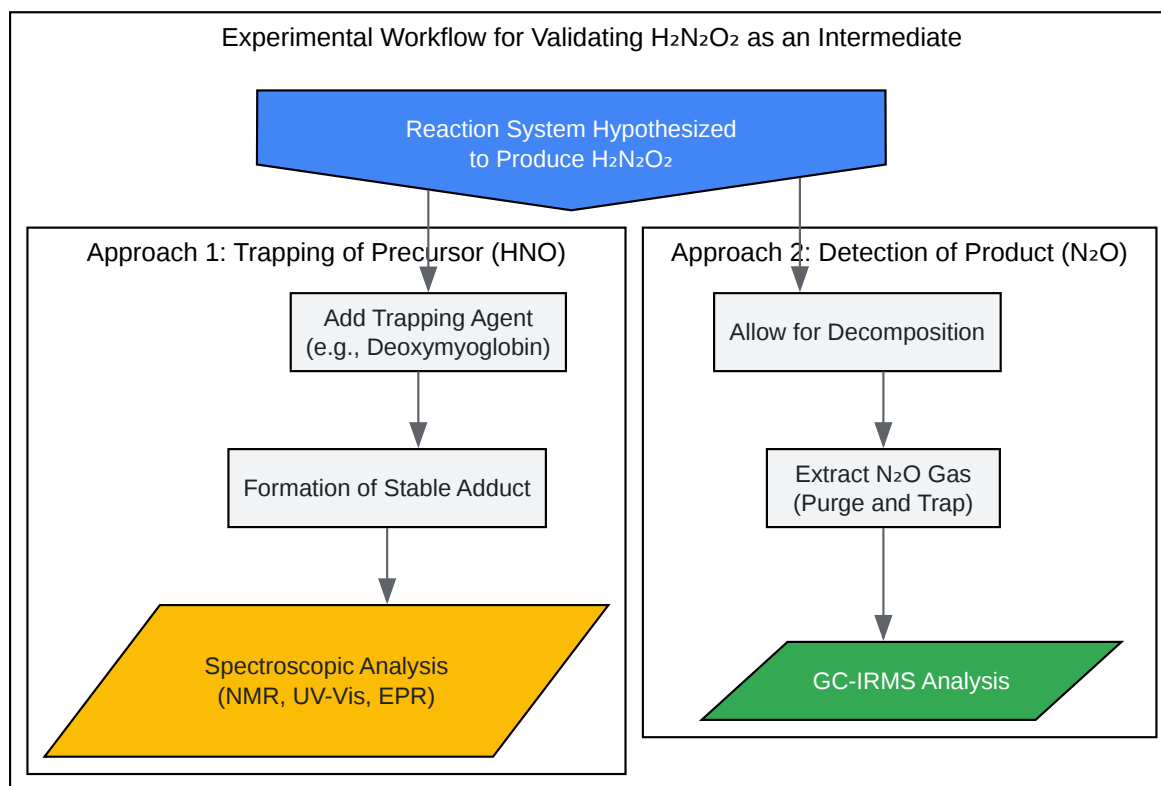 Experimental Workflow for Validating H₂N₂O₂ as an Intermediate
Reaction System Hypothesized
to Produce H₂N₂O₂
Approach 1: Trapping of Precursor (HNO)
Add Trapping Agent
(e.g., Deoxymyoglobin)
Formation of Stable Adduct
Spectroscopic Analysis
(NMR, UV-Vis, EPR)
Approach 2: Detection of Product (N₂O)
Allow for Decomposition
Extract N₂O Gas
(Purge and Trap)
GC-IRMS Analysis